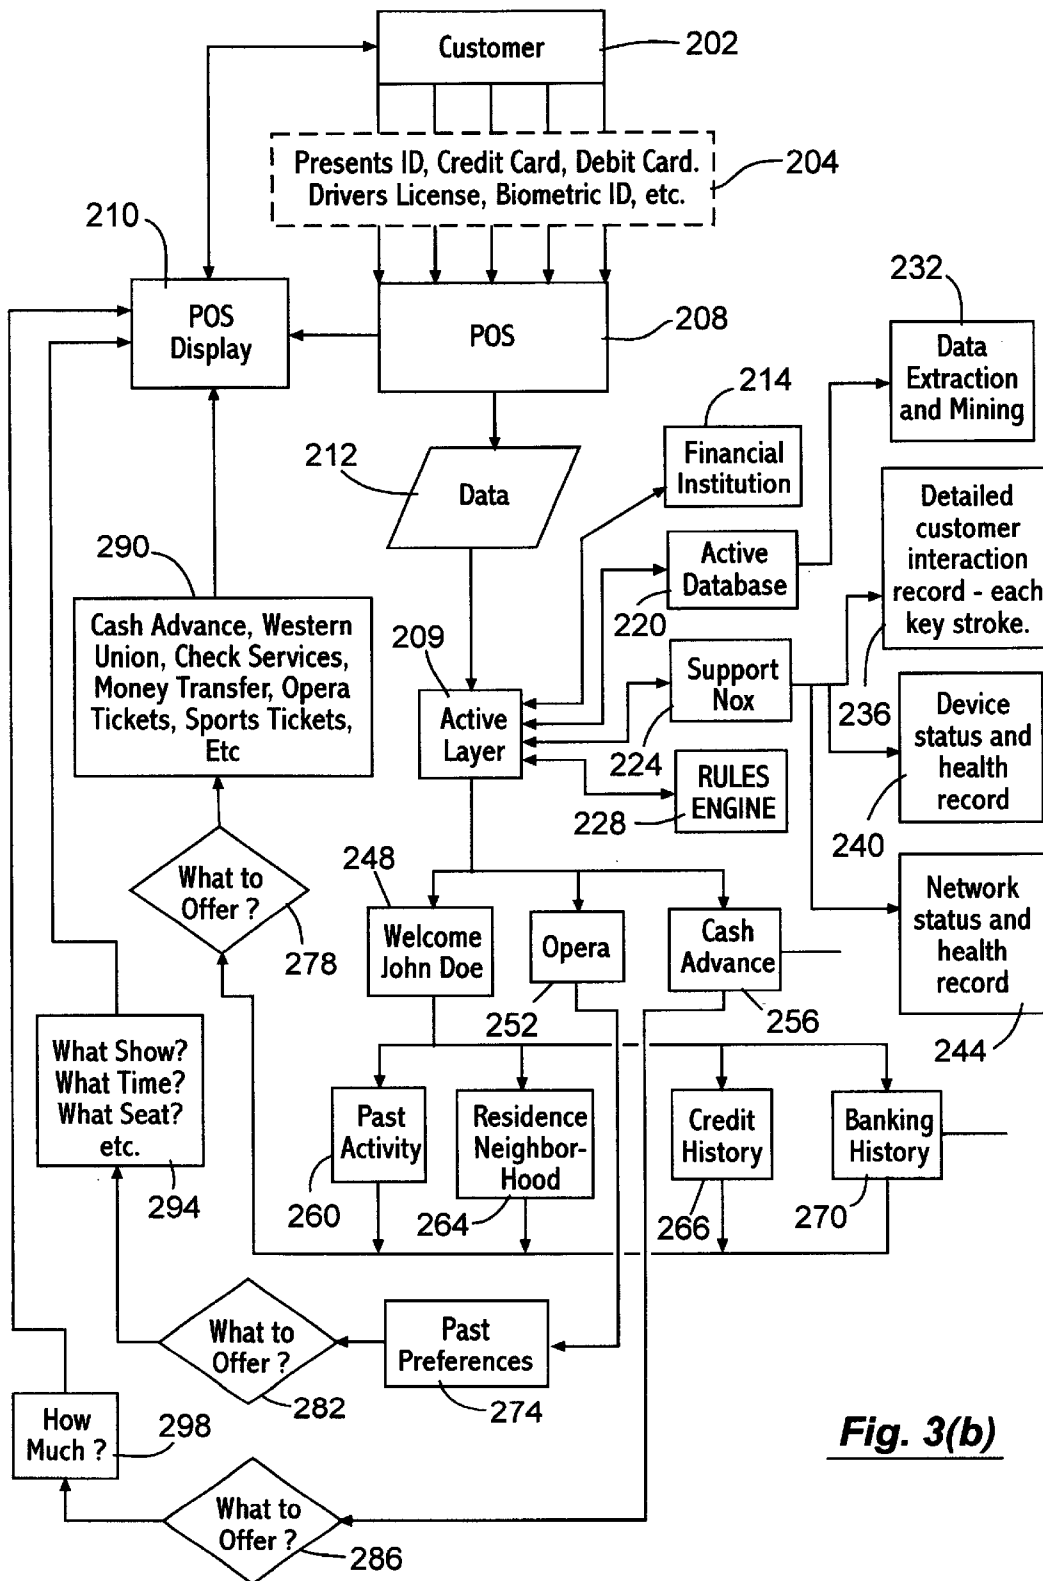 Customer
202
Presents ID, Credit Card, Debit Card.
Drivers License, Biometric ID, etc.
204
210
POS
Display
POS
208
232
Data
Extraction
and Mining
214
Financial
Institution
212
Data
Detailed
customer
interaction
record - each
key stroke.
236
Active
Database
220
290
Cash Advance, Western
Union, Check Services,
Money Transfer, Opera
Tickets, Sports Tickets,
Etc
209
Active
Layer
Support
Nox
224
Device
status and
health
record
240
RULES
ENGINE
228
What to
Offer ?
278
248
Welcome
John Doe
Opera
252
Cash
Advance
256
Network
status and
health
record
244
What Show?
What Time?
What Seat?
etc.
294
Past
Activity
260
Residence
Neighbor-
Hood
264
Credit
History
266
Banking
History
270
What to
Offer ?
282
Past
Preferences
274
How
Much ?
298
What to
Offer ?
286
Fig. 3(b)